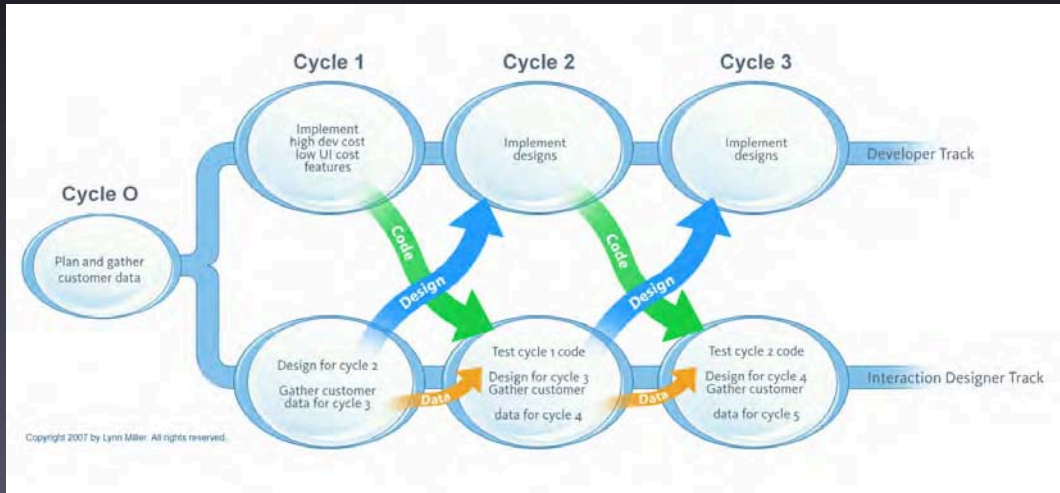 Cycle 1
Cycle 2
Cycle 3
Implement
high dev cost
low UI cost
features
Implement
designs
Implement
designs
Developer Track
Cycle O
Plan and gather
customer data
Code
Design
Code
Design
Design for cycle 2
Gather customer
data for cycle 3
Data
Test cycle 1 code
Design for cycle 3
Gather customer
data for cycle 4
Data
Test cycle 2 code
Design for cycle 4
Gather customer
data for cycle 5
Interaction Designer Track
Copyright 2007 by Lynn Miller. All rights reserved.